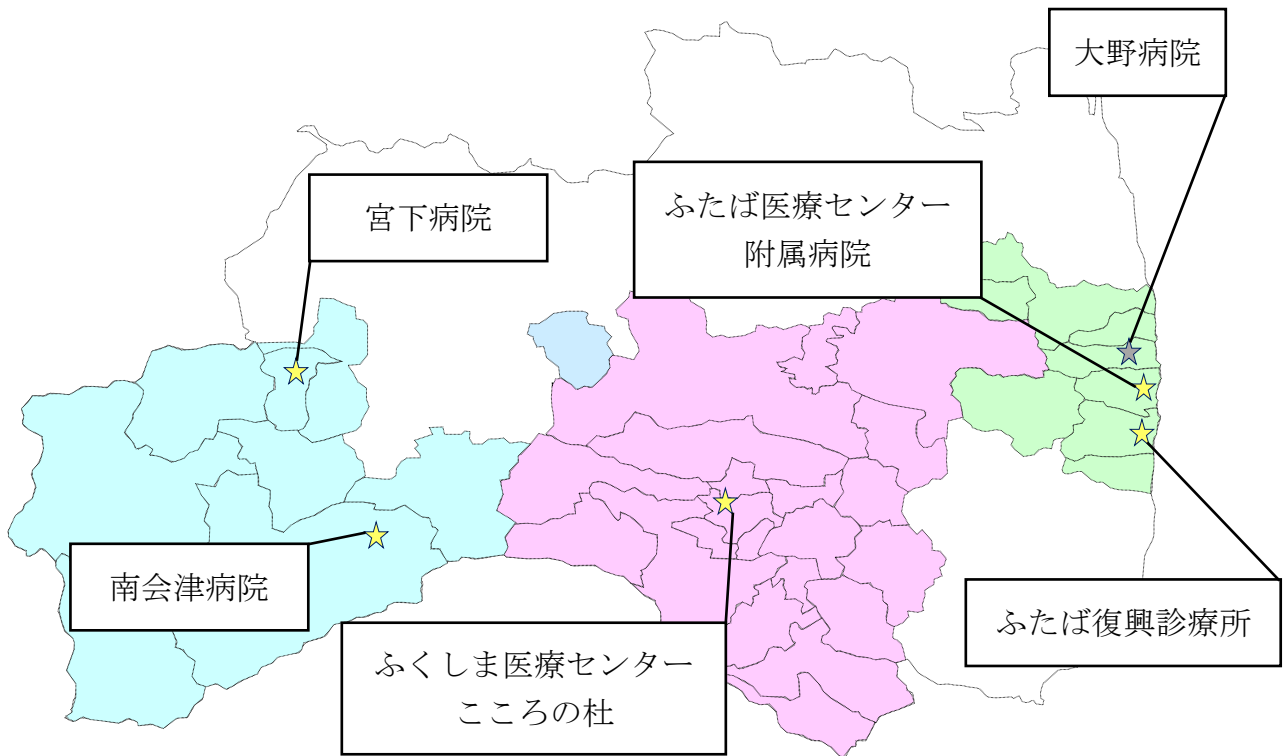 大野病院
ふたば医療センター
附属病院
宮下病院
南会津病院
ふたば復興診療所
ふくしま医療センター
こころの杜